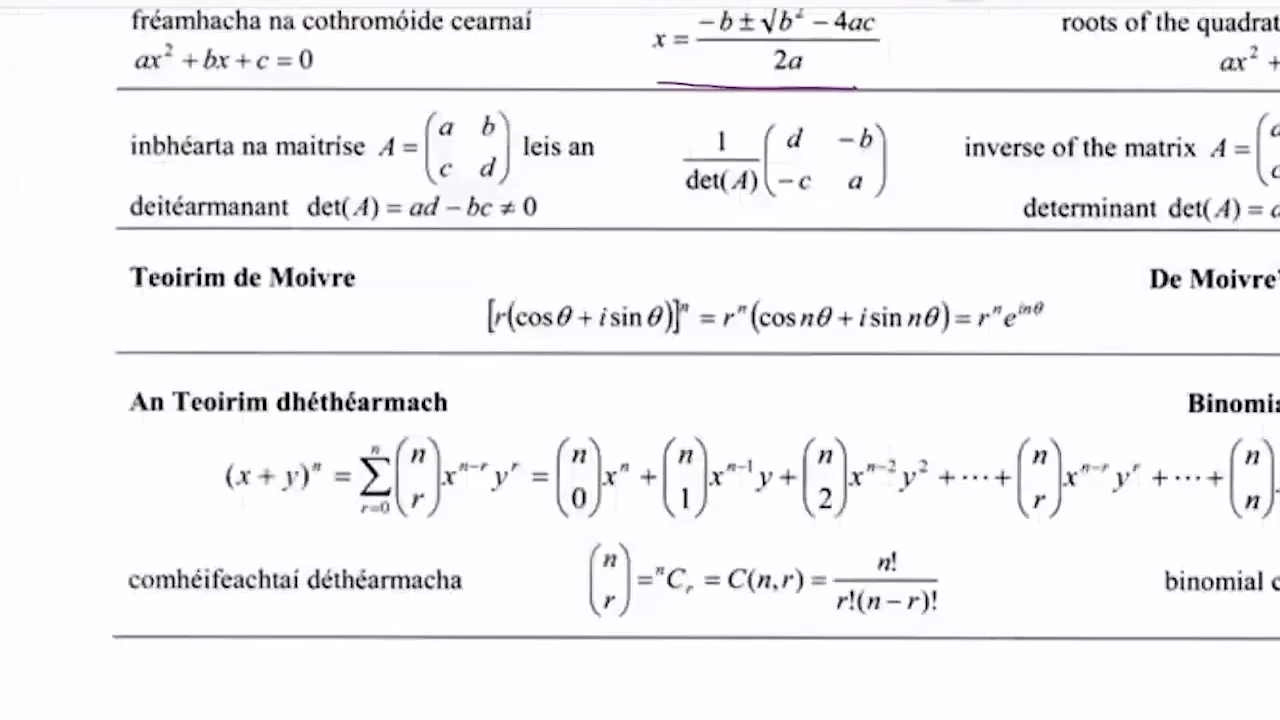 fréamhacha na cothromóide cearnaí x = (−b ± √(b² − 4ac)) / 2a roots of the quadrat
ax² + bx + c = 0 ax² +
inbhéarta na maitríse A = (a b; c d) leis an 1/det(A) (d −b; −c a) inverse of the matrix A =
deitéarmanant det(A) = ad − bc ≠ 0 determinant det(A) =
Teoirim de Moivre De Moivre'
[r(cosθ + i sin θ)]ⁿ = rⁿ(cos nθ + i sin nθ) = rⁿe^{inθ}
An Teoirim dhéthéarmach Binomia
(x + y)ⁿ = ∑_{r=0}^{n} (n r) x^{n−r} y^r = (n 0) xⁿ + (n 1) x^{n−1} y + (n 2) x^{n−2} y² + ⋯ + (n r) x^{n−r} y^r + ⋯ + (n n)
comhéifeachtaí déthéarmacha (n r) = ⁿC_r = C(n,r) = n! / r!(n − r)! binomial c